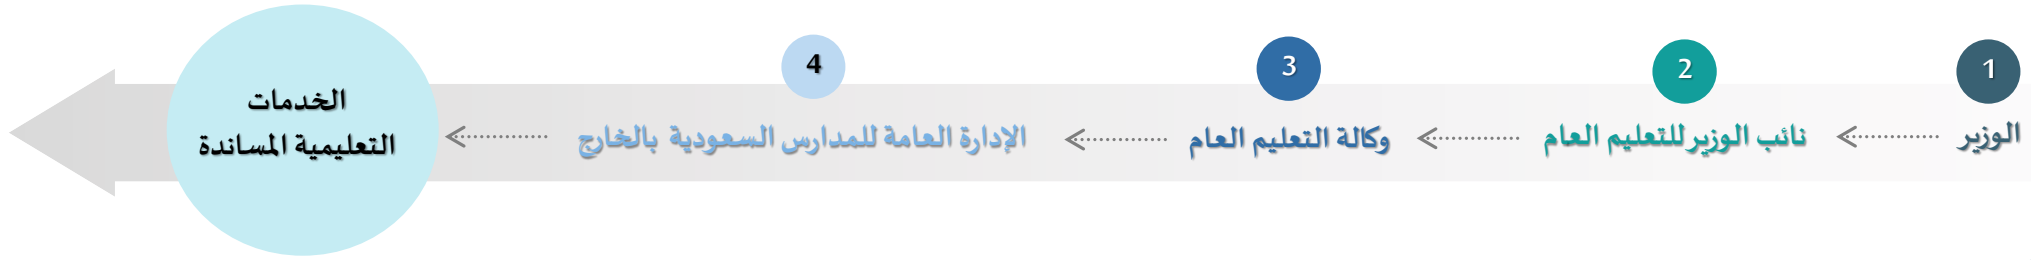 1
الوزير
2
نائب الوزير للتعليم العام
3
وكالة التعليم العام
4
الإدارة العامة للمدارس السعودية بالخارج
الخدمات
التعليمية المساندة